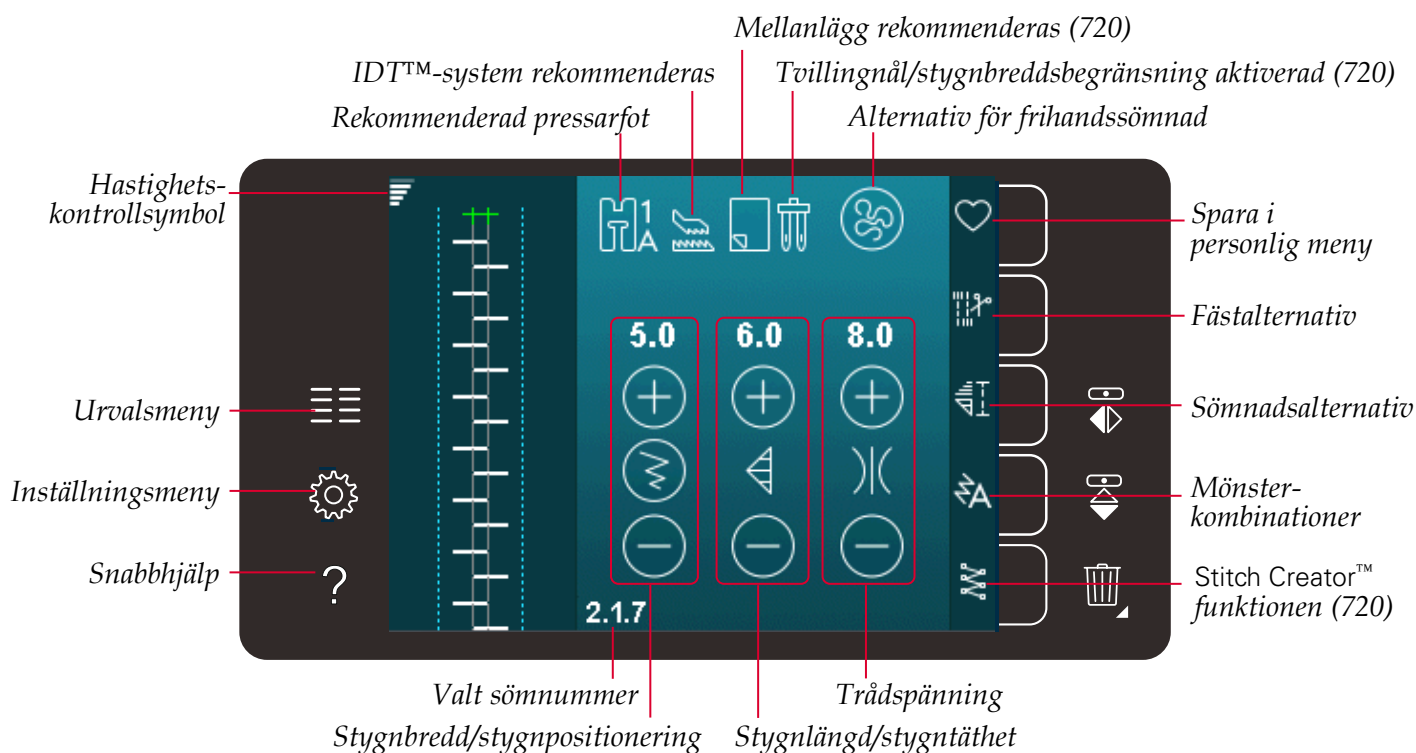 Mellanlägg rekommenderas (720)
IDT™-system rekommenderas
Tvillingnål/stygnbreddsbegränsning aktiverad (720)
Rekommenderad pressarfot
Alternativ för frihandssömnad
Hastighets-
kontrollsymbol
1
A
Spara i
personlig meny
5.0
6.0
8.0
Fästalternativ
Urvalsmeny
Sömnadsalternativ
Inställningsmeny
A
Mönster-
kombinationer
Snabbhjälp
?
Stitch Creator™
funktionen (720)
2.1.7
Valt sömnummer
Trådspänning
Stygnbredd/stygnpositionering
Stygnlängd/stygntäthet